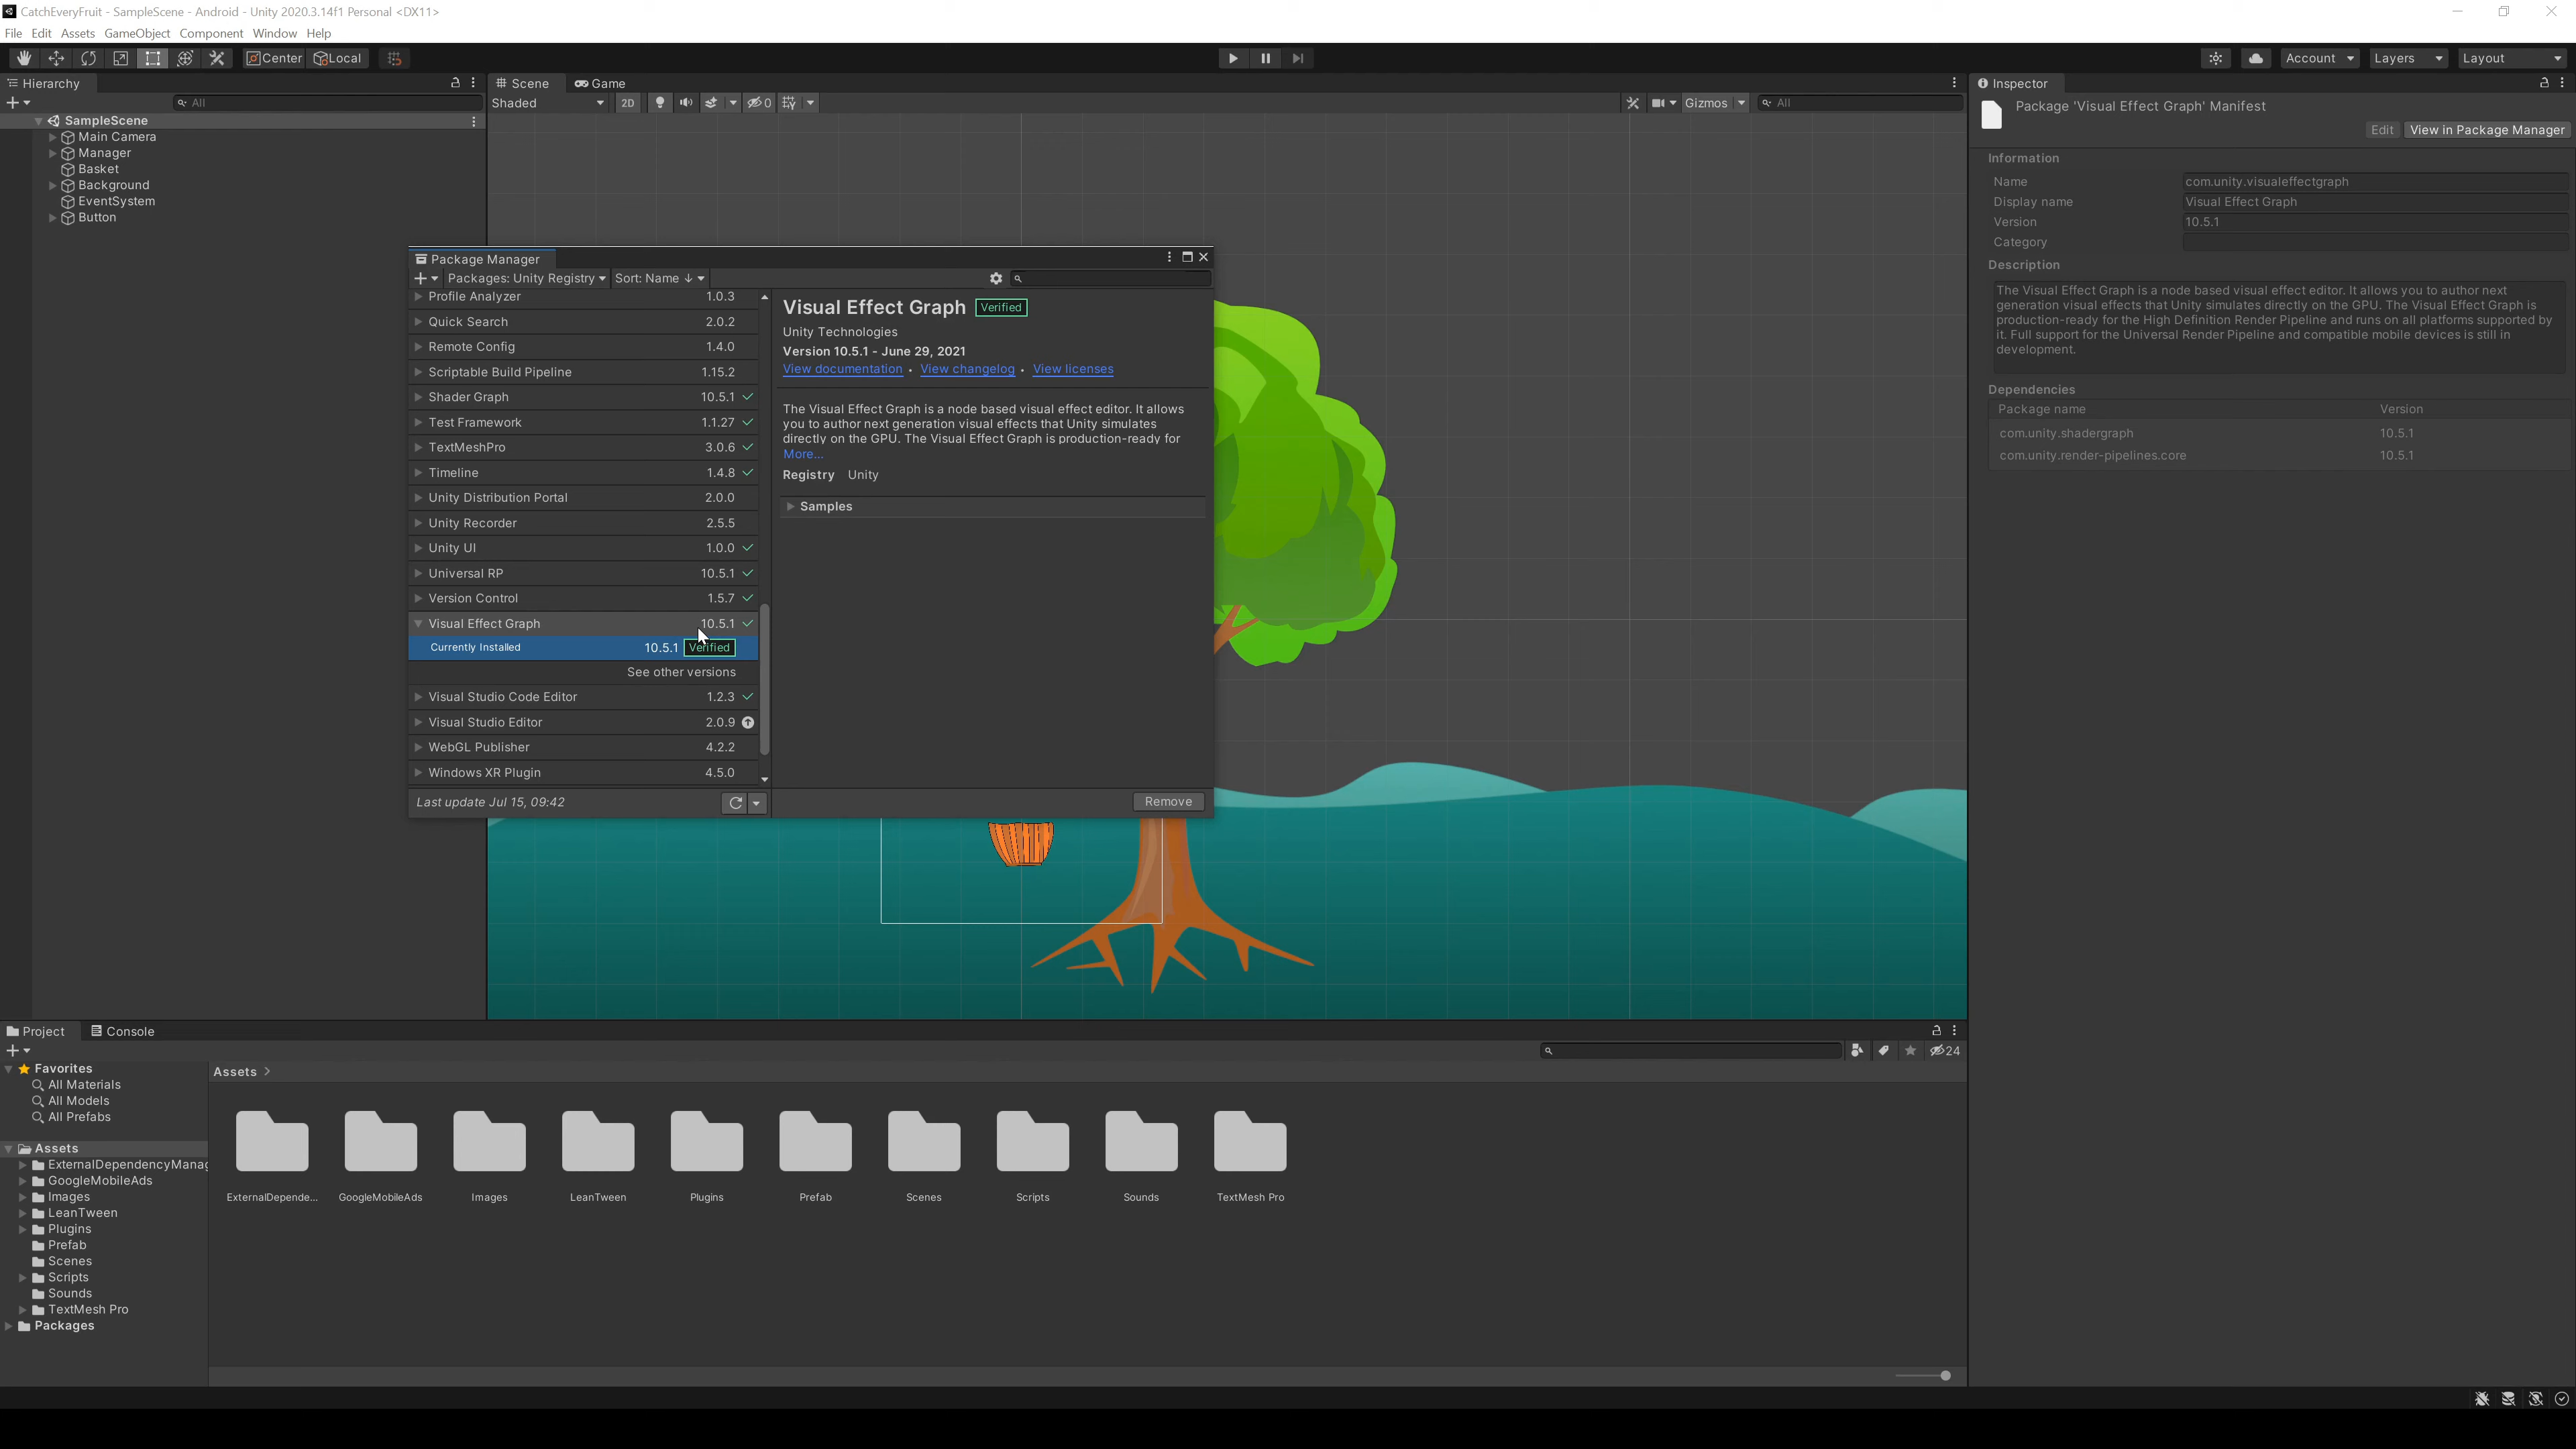 CatchEveryFruit - SampleScene - Android - Unity 2020.3.14f1 Personal <DX11>
File Edit Assets GameObject Component Window Help
Center Local Account Layers Layout
Hierarchy
All
SampleScene
Main Camera
Manager
Basket
Background
EventSystem
Button
Scene Game
Shaded 2D 0 Gizmos All
Package Manager
Packages: Unity Registry Sort: Name ↓
Profile Analyzer 1.0.3
Quick Search 2.0.2
Remote Config 1.4.0
Scriptable Build Pipeline 1.15.2
Shader Graph 10.5.1
Test Framework 1.1.27
TextMeshPro 3.0.6
Timeline 1.4.8
Unity Distribution Portal 2.0.0
Unity Recorder 2.5.5
Unity UI 1.0.0
Universal RP 10.5.1
Version Control 1.5.7
Visual Effect Graph 10.5.1
Currently Installed 10.5.1 Verified
See other versions
Visual Studio Code Editor 1.2.3
Visual Studio Editor 2.0.9
WebGL Publisher 4.2.2
Windows XR Plugin 4.5.0
Last update Jul 15, 09:42
Visual Effect Graph Verified
Unity Technologies
Version 10.5.1 - June 29, 2021
View documentation • View changelog • View licenses
The Visual Effect Graph is a node based visual effect editor. It allows
you to author next generation visual effects that Unity simulates
directly on the GPU. The Visual Effect Graph is production-ready for
More...
Registry Unity
Samples
Remove
Inspector
Package 'Visual Effect Graph' Manifest
Edit View in Package Manager
Information
Name com.unity.visualeffectgraph
Display name Visual Effect Graph
Version 10.5.1
Category
Description
The Visual Effect Graph is a node based visual effect editor. It allows you to author next
generation visual effects that Unity simulates directly on the GPU. The Visual Effect Graph is
production-ready for the High Definition Render Pipeline and runs on all platforms supported by
it. Full support for the Universal Render Pipeline and compatible mobile devices is still in
development.
Dependencies
Package name Version
com.unity.shadergraph 10.5.1
com.unity.render-pipelines.core 10.5.1
Project Console
24
Favorites
All Materials
All Models
All Prefabs
Assets
ExternalDependencyManag
GoogleMobileAds
Images
LeanTween
Plugins
Prefab
Scenes
Scripts
Sounds
TextMesh Pro
Packages
Assets >
ExternalDepende... GoogleMobileAds Images LeanTween Plugins Prefab Scenes Scripts Sounds TextMesh Pro